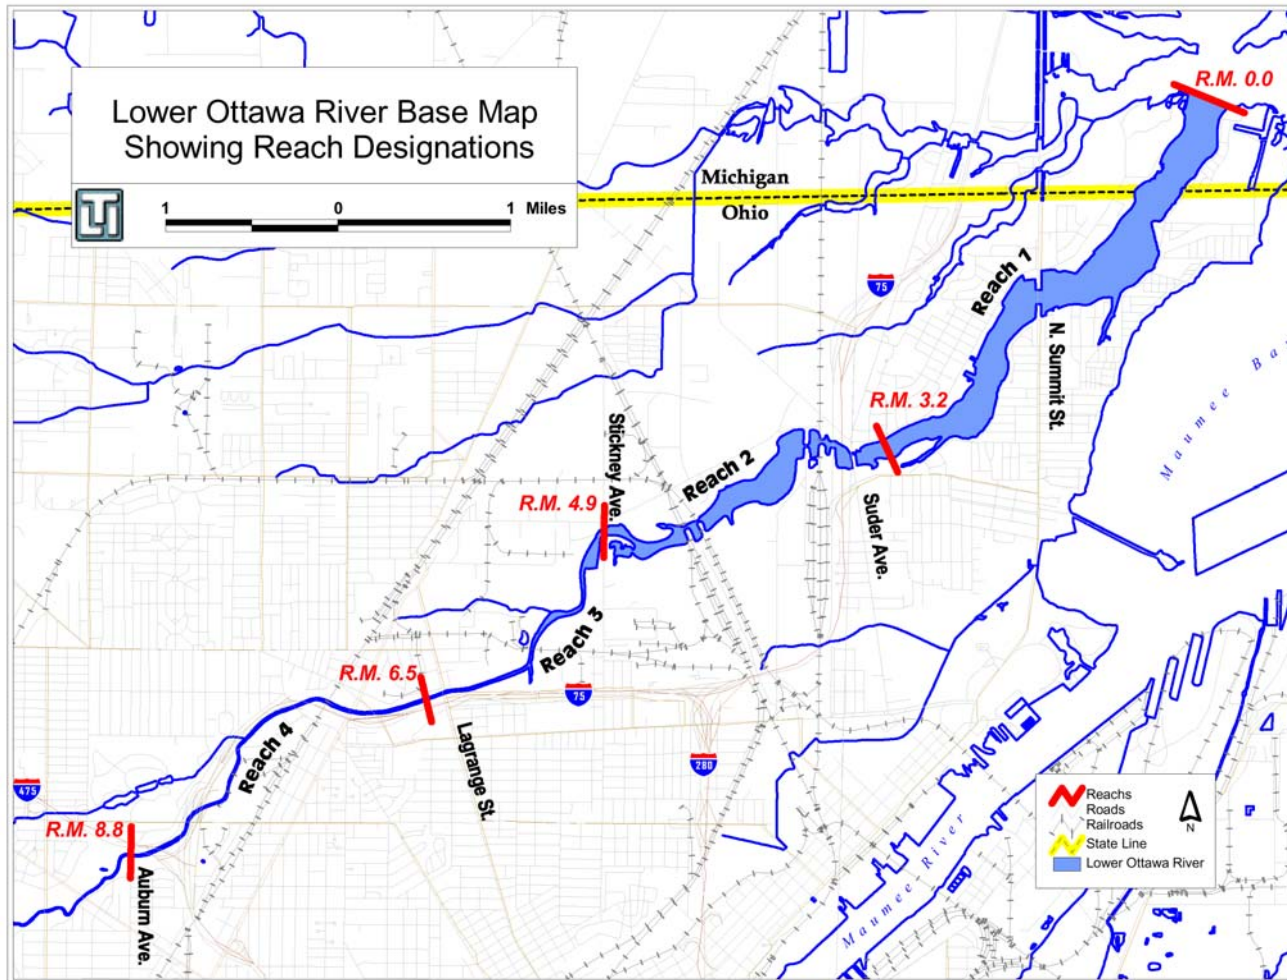 Lower Ottawa River Base Map
Showing Reach Designations
LTI
1 0 1 Miles
R.M. 0.0
Michigan
Ohio
75
Reach 1
N. Summit St.
Maumee Bay
R.M. 3.2
Stickney Ave.
Reach 2
R.M. 4.9
Suder Ave.
Reach 3
R.M. 6.5
75
Lagrange St.
Reach 4
280
475
R.M. 8.8
Auburn Ave.
Maumee River
Reachs
Roads
Railroads
State Line
Lower Ottawa River
N